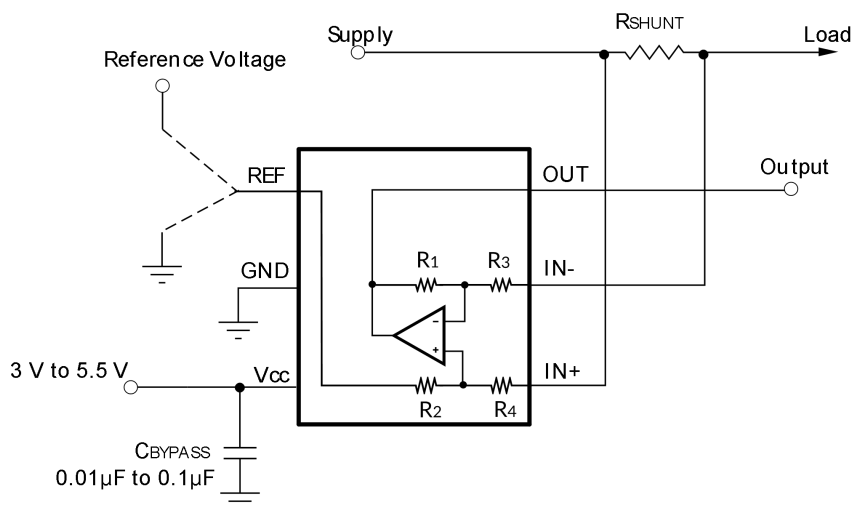 RSHUNT
Supply
Load
Reference Voltage
Output
REF
OUT
R1
R3
GND
IN-
-
+
3 V to 5.5 V
Vcc
IN+
R2
R4
CBYPASS
0.01µF to 0.1µF